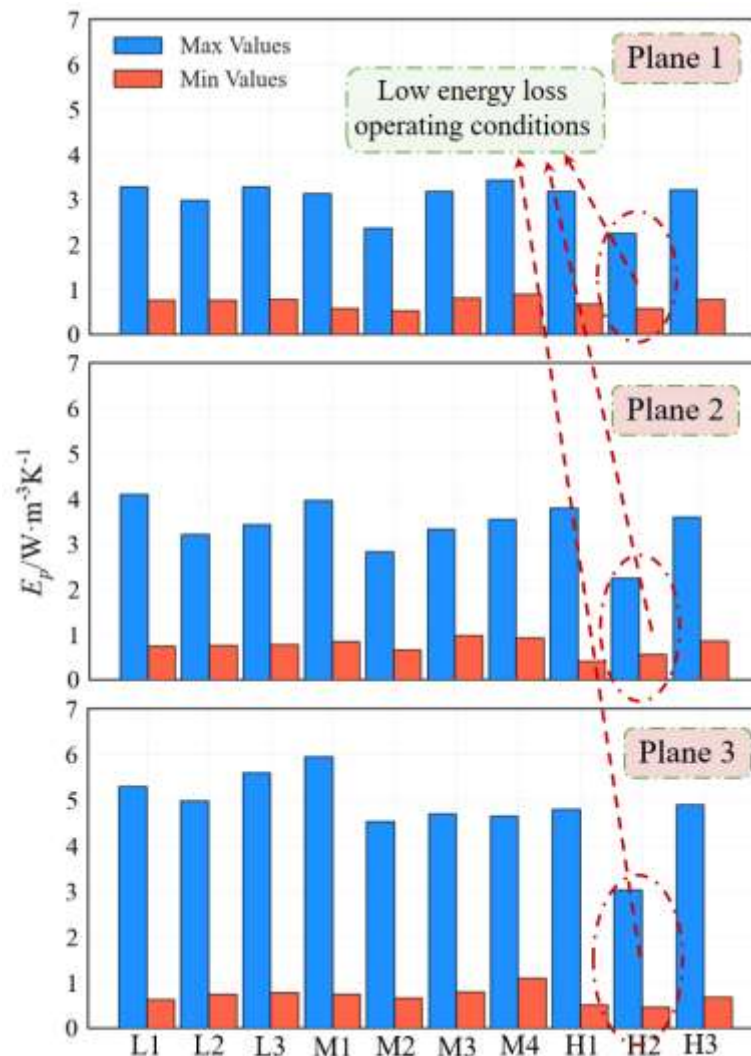 7
Max Values
Min Values
Plane 1
6
5
Low energy loss
operating conditions
4
3
2
1
0
7
Plane 2
6
5
4
3
2
1
0
E_p/W·m⁻³K⁻¹
7
Plane 3
6
5
4
3
2
1
0
L1 L2 L3 M1 M2 M3 M4 H1 H2 H3